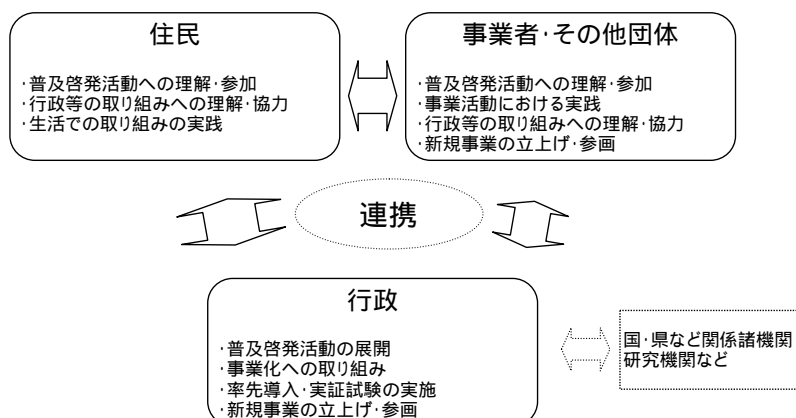 住民
･普及啓発活動への理解･参加
･行政等の取り組みへの理解･協力
･生活での取り組みの実践
事業者･その他団体
･普及啓発活動への理解･参加
･事業活動における実践
･行政等の取り組みへの理解･協力
･新規事業の立上げ･参画
連携
行政
･普及啓発活動の展開
･事業化への取り組み
･率先導入･実証試験の実施
･新規事業の立上げ･参画
国･県など関係諸機関
研究機関など